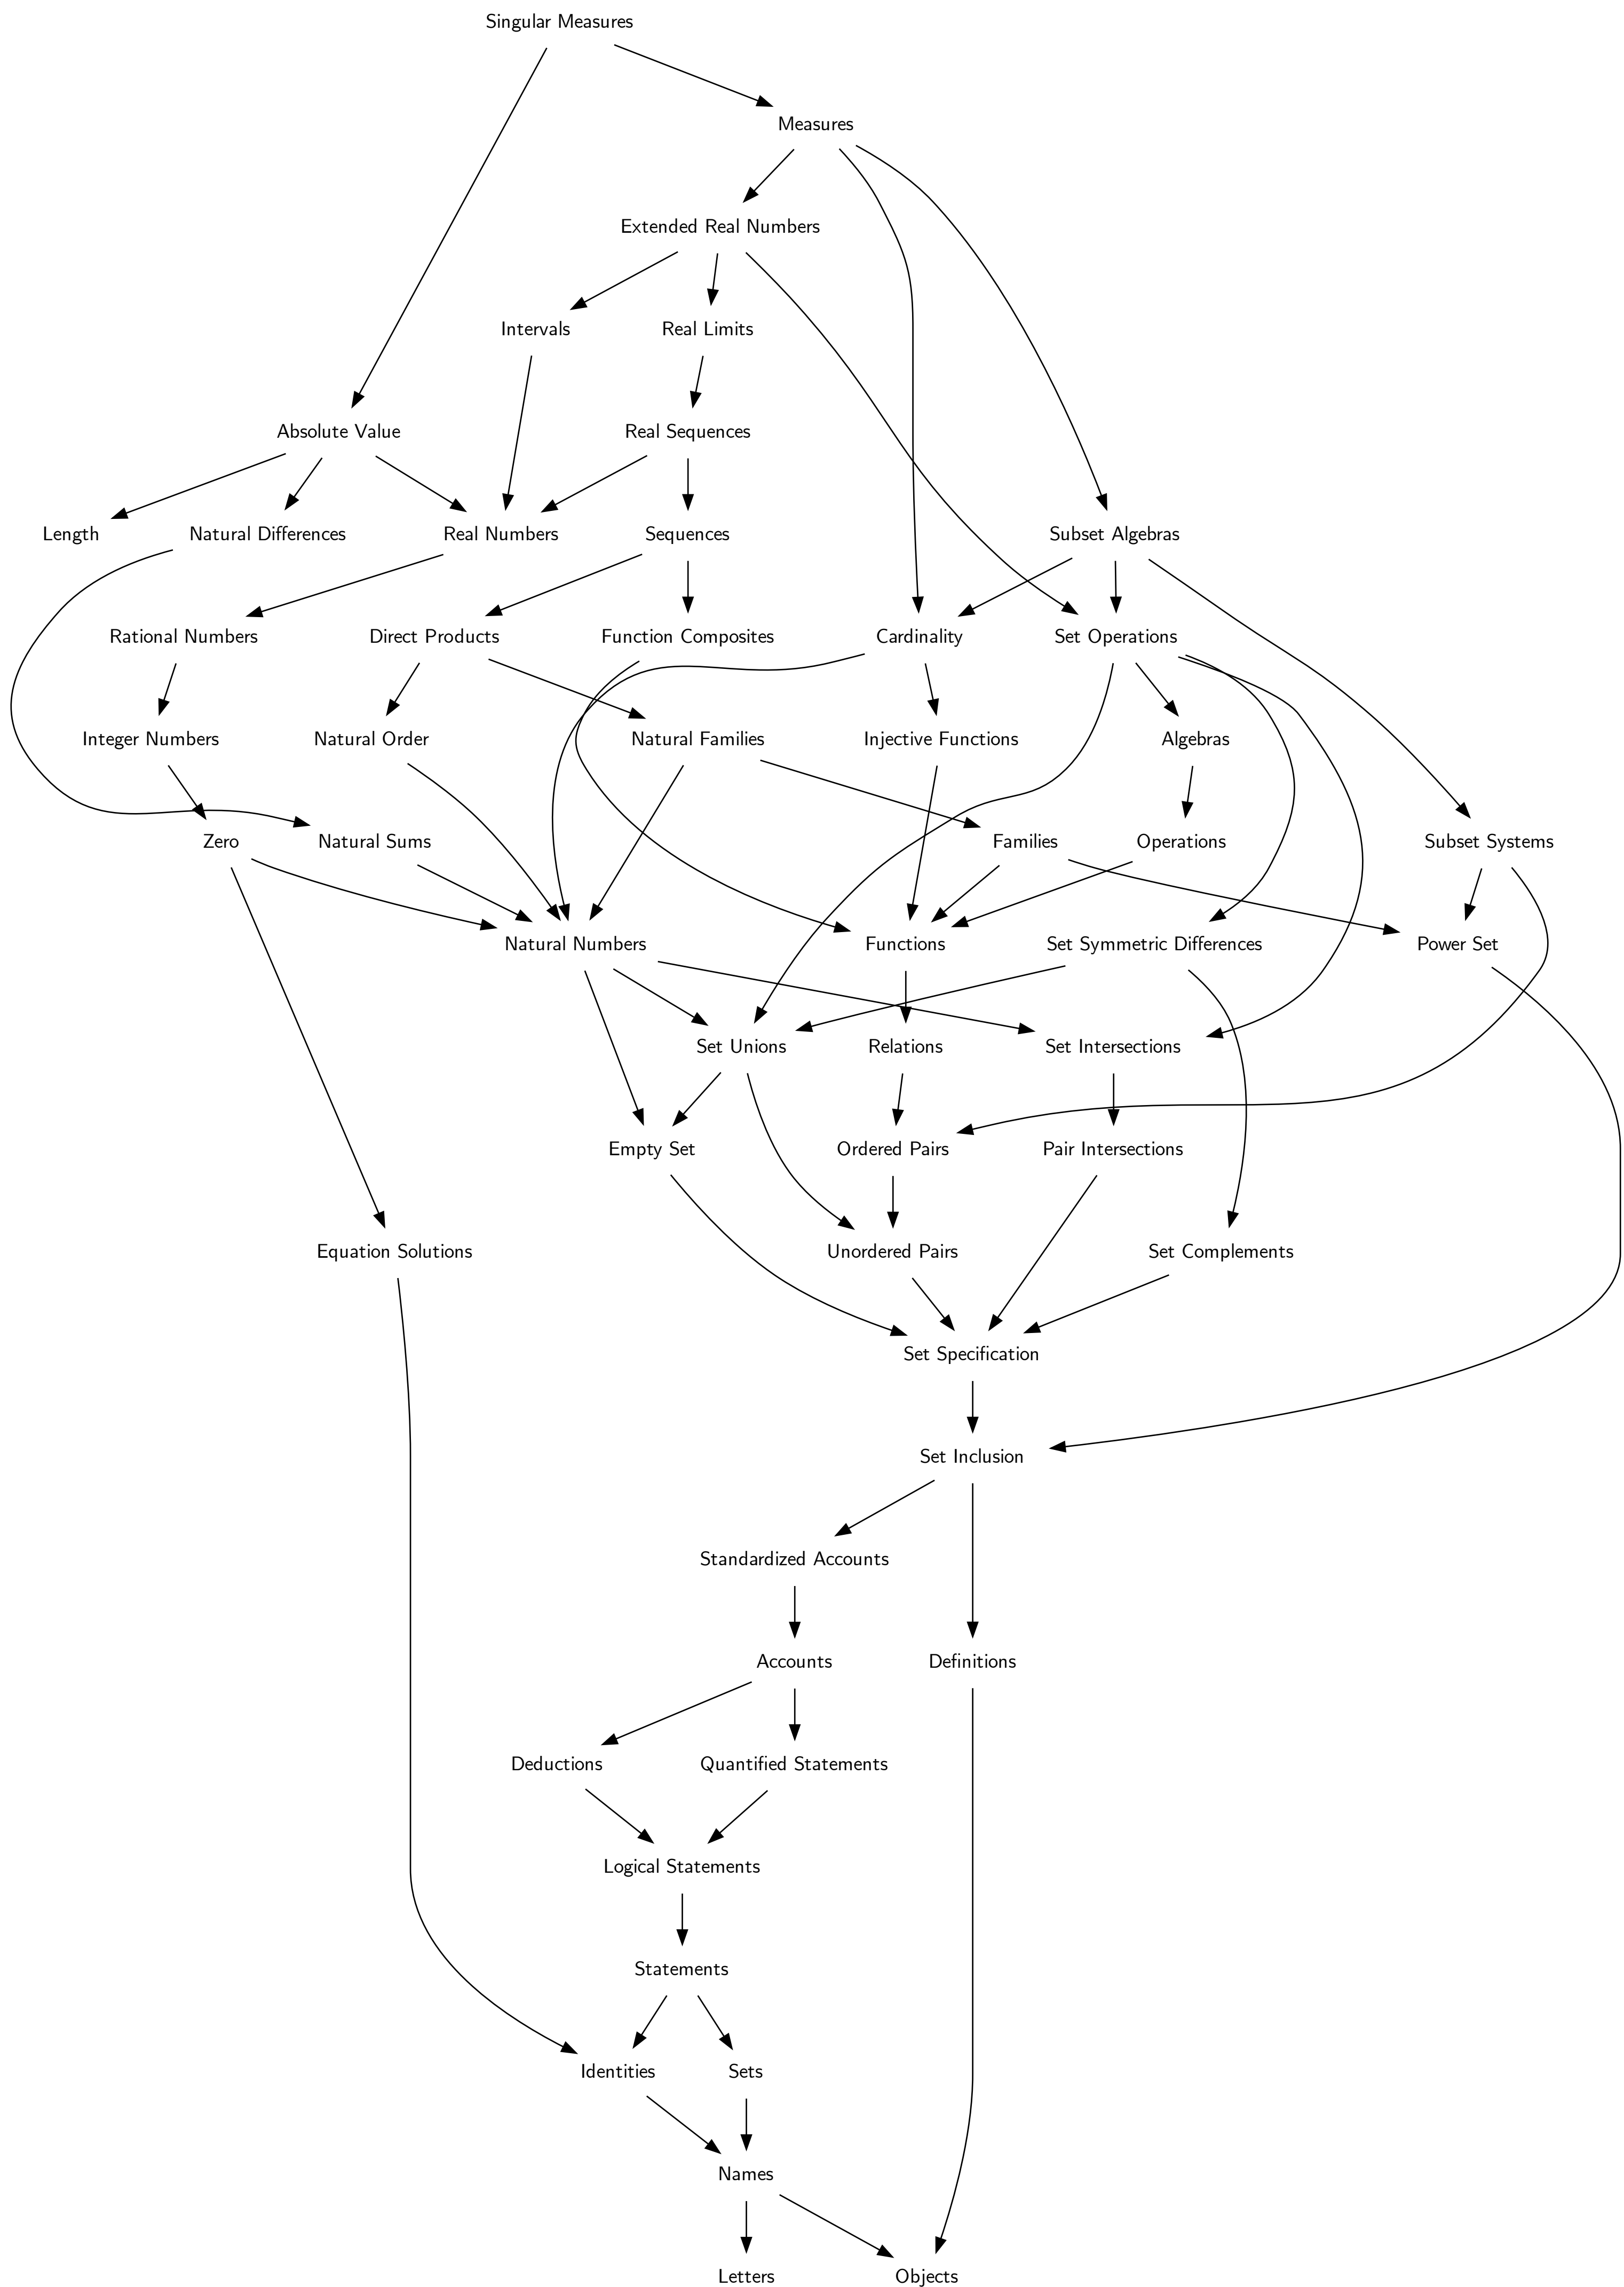 Singular Measures
Measures
Extended Real Numbers
Intervals
Real Limits
Absolute Value
Real Sequences
Length
Natural Differences
Real Numbers
Sequences
Subset Algebras
Rational Numbers
Direct Products
Function Composites
Cardinality
Set Operations
Integer Numbers
Natural Order
Natural Families
Injective Functions
Algebras
Zero
Natural Sums
Families
Operations
Subset Systems
Natural Numbers
Functions
Set Symmetric Differences
Power Set
Set Unions
Relations
Set Intersections
Empty Set
Ordered Pairs
Pair Intersections
Equation Solutions
Unordered Pairs
Set Complements
Set Specification
Set Inclusion
Standardized Accounts
Accounts
Definitions
Deductions
Quantified Statements
Logical Statements
Statements
Identities
Sets
Names
Letters
Objects